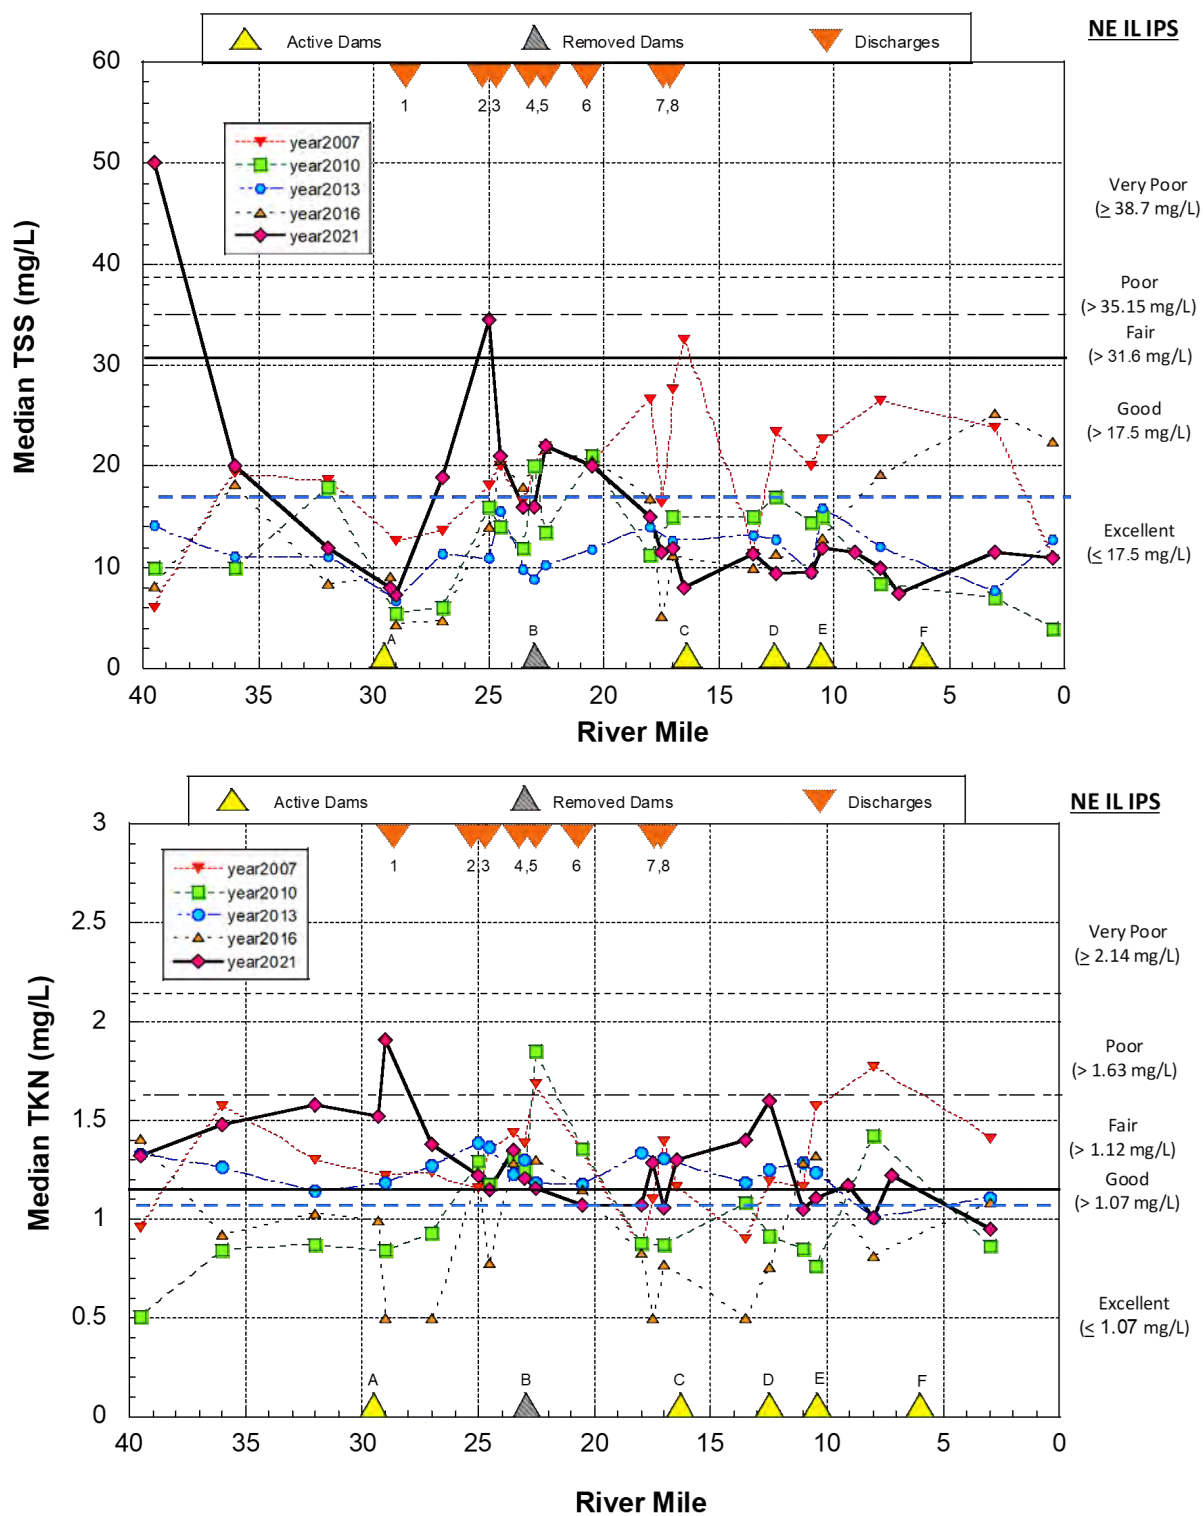 Active Dams Removed Dams Discharges
NE IL IPS
60
50
40
30
20
10
0
1 2,3 4,5 6 7,8
year2007
year2010
year2013
year2016
year2021
Median TSS (mg/L)
Very Poor
(≥ 38.7 mg/L)
Poor
(> 35.15 mg/L)
Fair
(> 31.6 mg/L)
Good
(> 17.5 mg/L)
Excellent
(≤ 17.5 mg/L)
A B C D E F
40 35 30 25 20 15 10 5 0
River Mile
Active Dams Removed Dams Discharges
NE IL IPS
3
2.5
2
1.5
1
0.5
0
1 2,3 4,5 6 7,8
year2007
year2010
year2013
year2016
year2021
Median TKN (mg/L)
Very Poor
(≥ 2.14 mg/L)
Poor
(> 1.63 mg/L)
Fair
(> 1.12 mg/L)
Good
(> 1.07 mg/L)
Excellent
(≤ 1.07 mg/L)
A B C D E F
40 35 30 25 20 15 10 5 0
River Mile